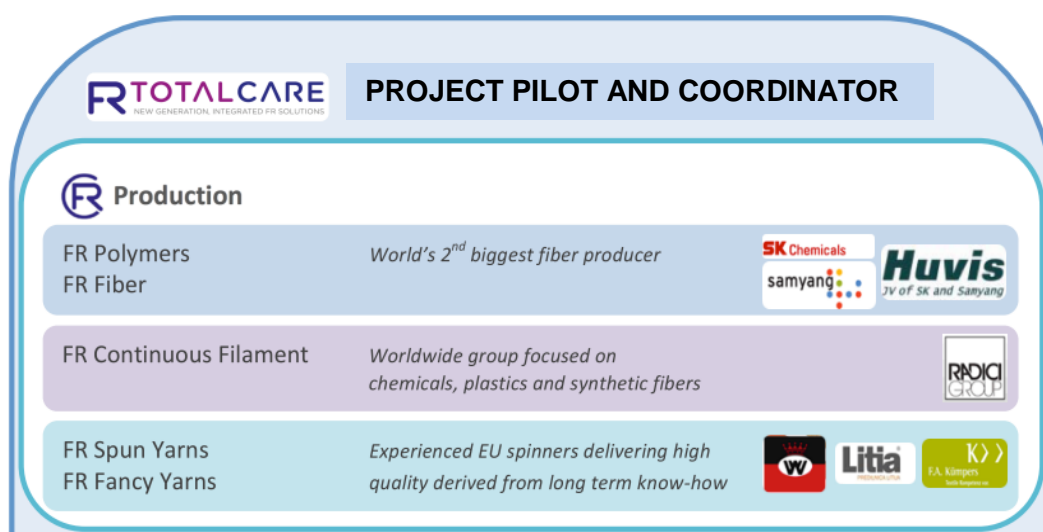 FR TOTALCARE
NEW GENERATION, INTEGRATED FR SOLUTIONS
PROJECT PILOT AND COORDINATOR
FR Production
FR Polymers
FR Fiber
World's 2nd biggest fiber producer
SK Chemicals
samyang
Huvis
JV of SK and Samyang
FR Continuous Filament
Worldwide group focused on
chemicals, plastics and synthetic fibers
RADICI
GROUP
FR Spun Yarns
FR Fancy Yarns
Experienced EU spinners delivering high
quality derived from long term know-how
W
Litia
PREDILNICA LITIJA
K>>
F.A. Kümpers